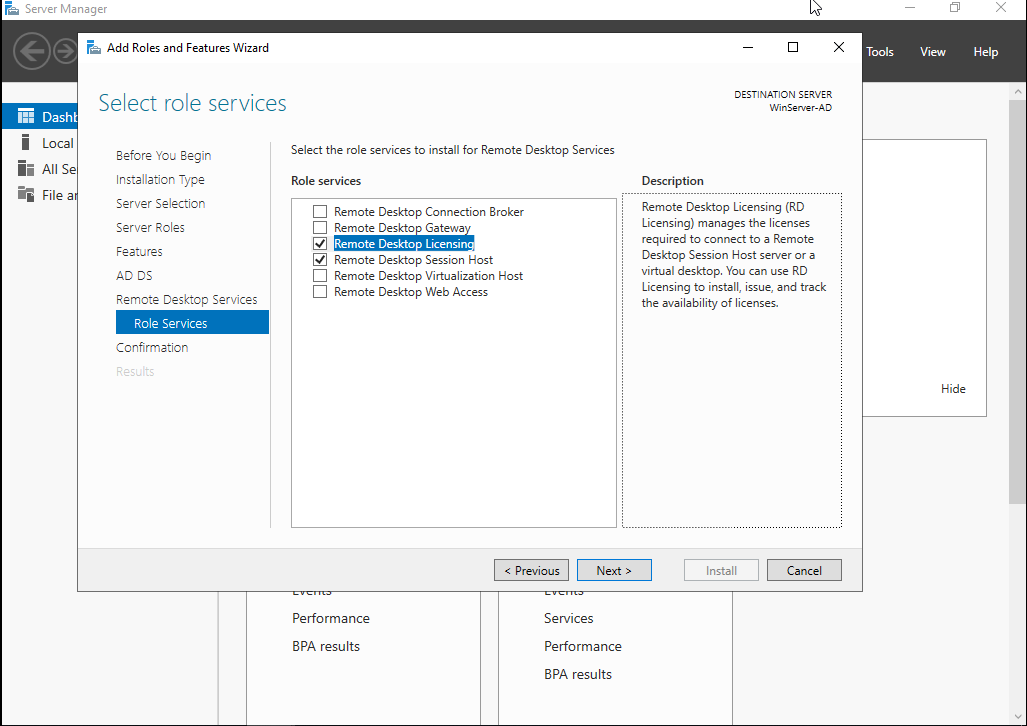 Server Manager
Add Roles and Features Wizard
Tools
View
Help
Select role services
DESTINATION SERVER
WinServer-AD
Dashb
Local
All Se
File ar
Before You Begin
Installation Type
Server Selection
Server Roles
Features
AD DS
Remote Desktop Services
Role Services
Confirmation
Results
Select the role services to install for Remote Desktop Services
Role services
Remote Desktop Connection Broker
Remote Desktop Gateway
Remote Desktop Licensing
Remote Desktop Session Host
Remote Desktop Virtualization Host
Remote Desktop Web Access
Description
Remote Desktop Licensing (RD
Licensing) manages the licenses
required to connect to a Remote
Desktop Session Host server or a
virtual desktop. You can use RD
Licensing to install, issue, and track
the availability of licenses.
Hide
< Previous
Next >
Install
Cancel
Events
Performance
BPA results
Events
Services
Performance
BPA results